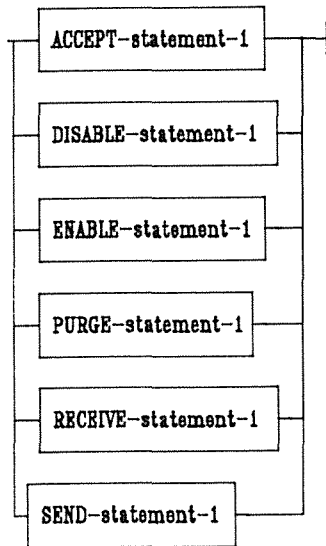 ACCEPT-statement-1
DISABLE-statement-1
ENABLE-statement-1
PURGE-statement-1
RECEIVE-statement-1
SEND-statement-1